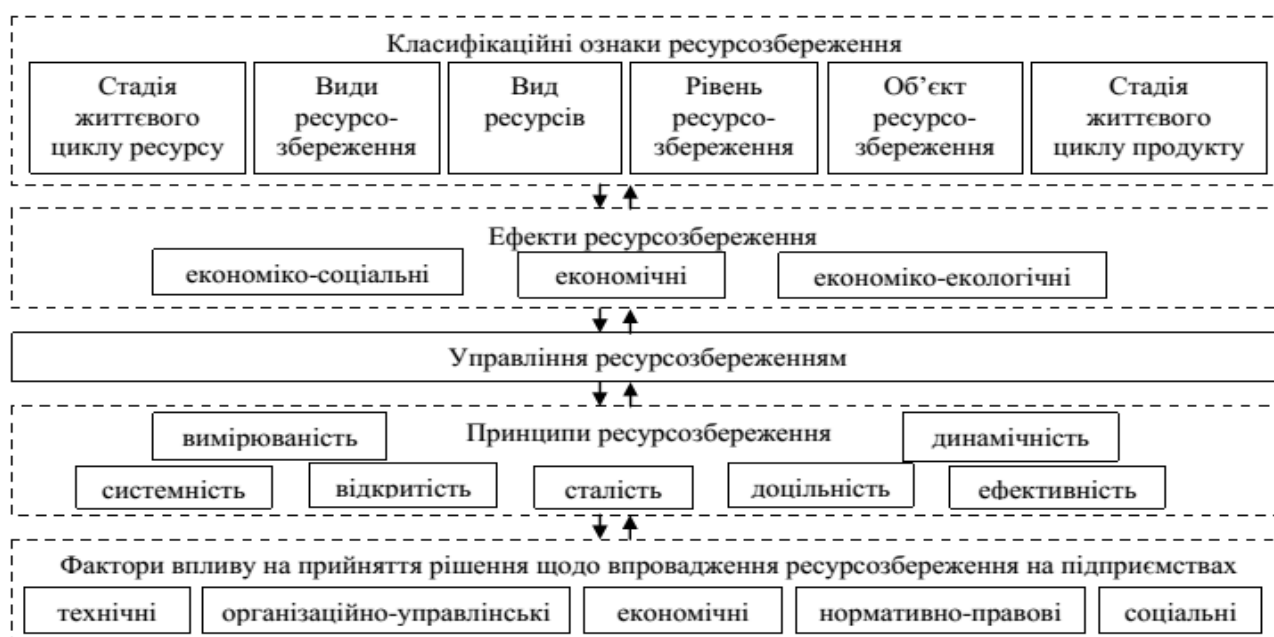 Класифікаційні ознаки ресурсозбереження
Стадія
життєвого
циклу ресурсу
Види
ресурсо-
збереження
Вид
ресурсів
Рівень
ресурсо-
збереження
Об’єкт
ресурсо-
збереження
Стадія
життєвого
циклу продукту
Ефекти ресурсозбереження
економіко-соціальні
економічні
економіко-екологічні
Управління ресурсозбереженням
Принципи ресурсозбереження
вимірюваність
динамічність
системність
відкритість
сталість
доцільність
ефективність
Фактори впливу на прийняття рішення щодо впровадження ресурсозбереження на підприємствах
технічні
організаційно-управлінські
економічні
нормативно-правові
соціальні